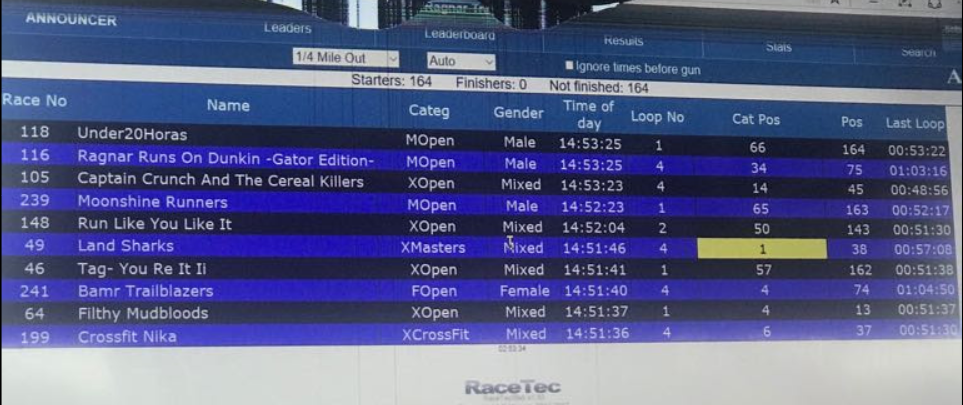 Ragnar
ANNOUNCER Leaders Leaderboard Results Stats Search
1/4 Mile Out Auto Ignore times before gun
Starters: 164 Finishers: 0 Not finished: 164 A
Race No Name Categ Gender Time of day Loop No Cat Pos Pos Last Loop
118 Under20Horas MOpen Male 14:53:25 1 66 164 00:53:22
116 Ragnar Runs On Dunkin -Gator Edition- MOpen Male 14:53:25 4 34 75 01:03:16
105 Captain Crunch And The Cereal Killers XOpen Mixed 14:53:23 4 14 45 00:48:56
239 Moonshine Runners MOpen Male 14:52:23 1 65 163 00:52:17
148 Run Like You Like It XOpen Mixed 14:52:04 2 50 143 00:51:30
49 Land Sharks XMasters Mixed 14:51:46 4 1 38 00:57:08
46 Tag- You Re It Ii XOpen Mixed 14:51:41 1 57 162 00:51:38
241 Bamr Trailblazers FOpen Female 14:51:40 4 4 74 01:04:50
64 Filthy Mudbloods XOpen Mixed 14:51:37 1 4 13 00:51:37
199 Crossfit Nika XCrossFit Mixed 14:51:36 4 6 37 00:51:30
RaceTec